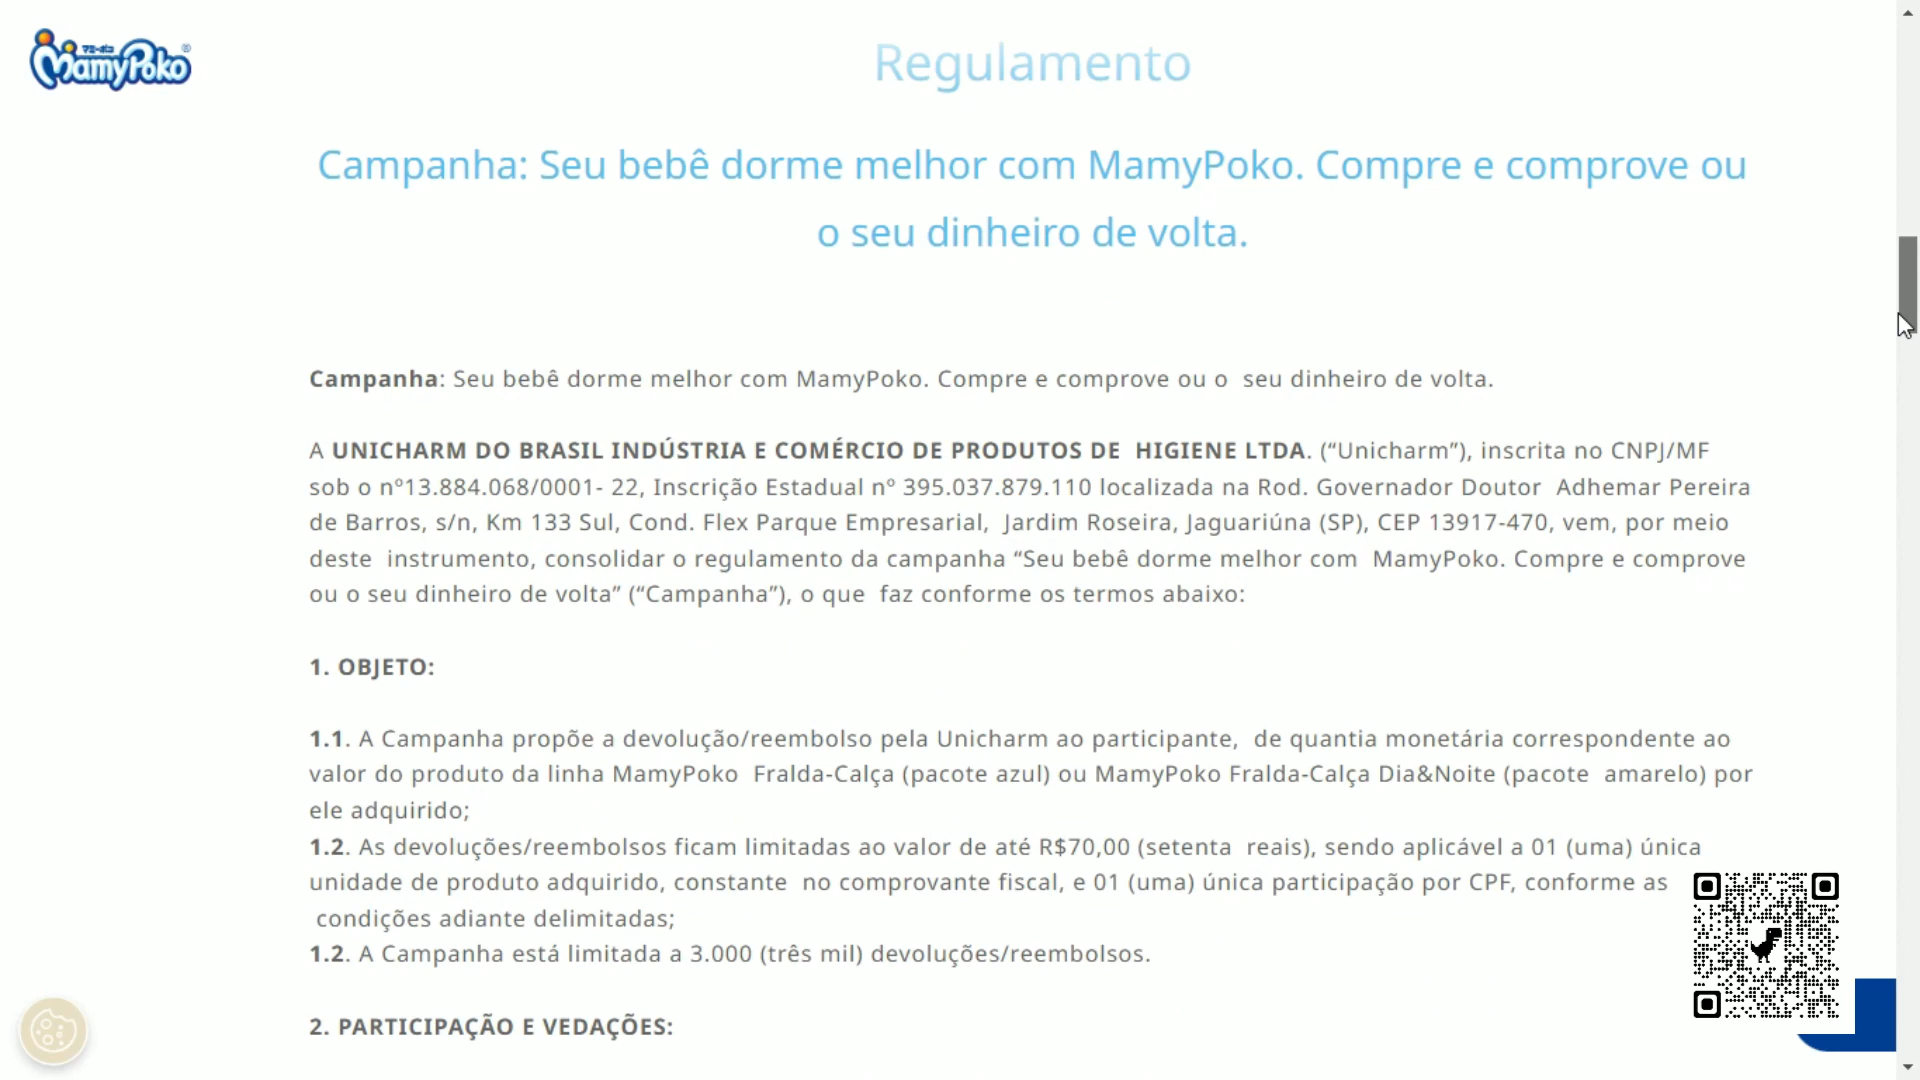 マミーポコ
MamyPoko®
Regulamento
Campanha: Seu bebê dorme melhor com MamyPoko. Compre e comprove ou
o seu dinheiro de volta.
Campanha: Seu bebê dorme melhor com MamyPoko. Compre e comprove ou o seu dinheiro de volta.
A UNICHARM DO BRASIL INDÚSTRIA E COMÉRCIO DE PRODUTOS DE HIGIENE LTDA. (“Unicharm”), inscrita no CNPJ/MF
sob o nº13.884.068/0001- 22, Inscrição Estadual nº 395.037.879.110 localizada na Rod. Governador Doutor Adhemar Pereira
de Barros, s/n, Km 133 Sul, Cond. Flex Parque Empresarial, Jardim Roseira, Jaguariúna (SP), CEP 13917-470, vem, por meio
deste instrumento, consolidar o regulamento da campanha “Seu bebê dorme melhor com MamyPoko. Compre e comprove
ou o seu dinheiro de volta” (“Campanha”), o que faz conforme os termos abaixo:
1. OBJETO:
1.1. A Campanha propõe a devolução/reembolso pela Unicharm ao participante, de quantia monetária correspondente ao
valor do produto da linha MamyPoko Fralda-Calça (pacote azul) ou MamyPoko Fralda-Calça Dia&Noite (pacote amarelo) por
ele adquirido;
1.2. As devoluções/reembolsos ficam limitadas ao valor de até R$70,00 (setenta reais), sendo aplicável a 01 (uma) única
unidade de produto adquirido, constante no comprovante fiscal, e 01 (uma) única participação por CPF, conforme as
condições adiante delimitadas;
1.2. A Campanha está limitada a 3.000 (três mil) devoluções/reembolsos.
2. PARTICIPAÇÃO E VEDAÇÕES: